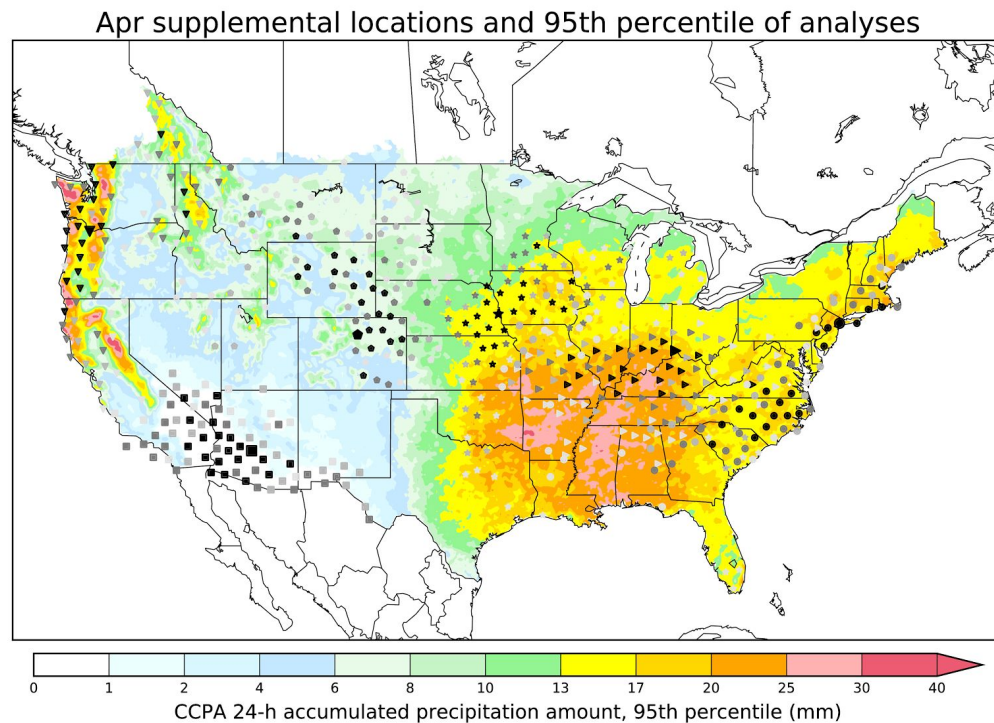 Apr supplemental locations and 95th percentile of analyses
0 1 2 4 6 8 10 13 17 20 25 30 40
CCPA 24-h accumulated precipitation amount, 95th percentile (mm)